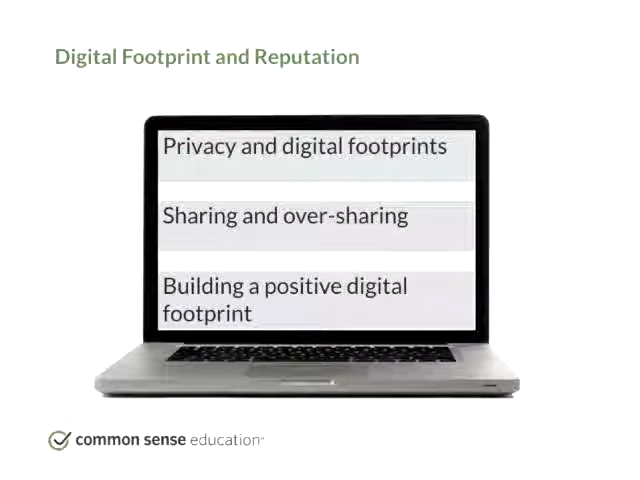 Digital Footprint and Reputation
Privacy and digital footprints
Sharing and over-sharing
Building a positive digital
footprint
common sense education